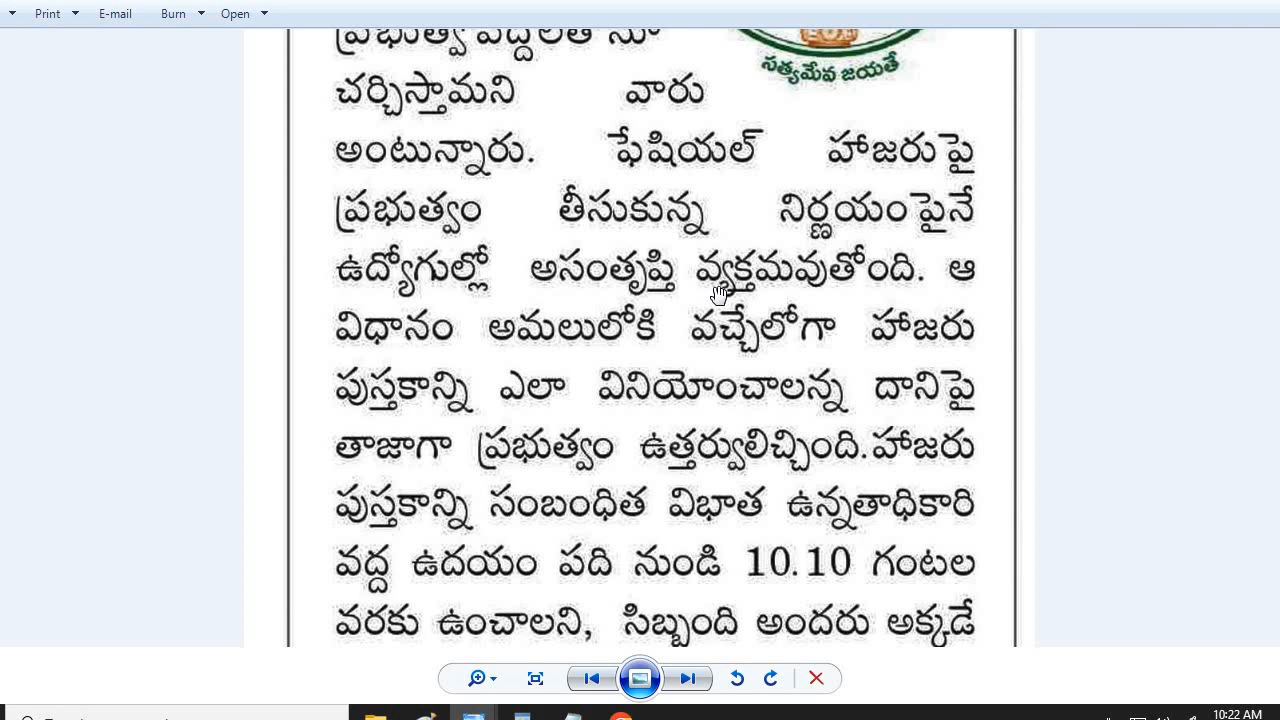 Print
E-mail
Burn
Open
ప్రభుత్వ పెద్దలతో నూ
సత్యమేవ జయతే
చర్చిస్తామని వారు
అంటున్నారు. ఫేషియల్ హాజరుపై
ప్రభుత్వం తీసుకున్న నిర్ణయంపైనే
ఉద్యోగుల్లో అసంతృప్తి వ్యక్తమవుతోంది. ఆ
విధానం అమలులోకి వచ్చేలోగా హాజరు
పుస్తకాన్ని ఎలా వినియోంచాలన్న దానిపై
తాజాగా ప్రభుత్వం ఉత్తర్వులిచ్చింది.హాజరు
పుస్తకాన్ని సంబంధిత విభాత ఉన్నతాధికారి
వద్ద ఉదయం పది నుండి 10.10 గంటల
వరకు ఉంచాలని, సిబ్బంది అందరు అక్కడే
10:22 AM